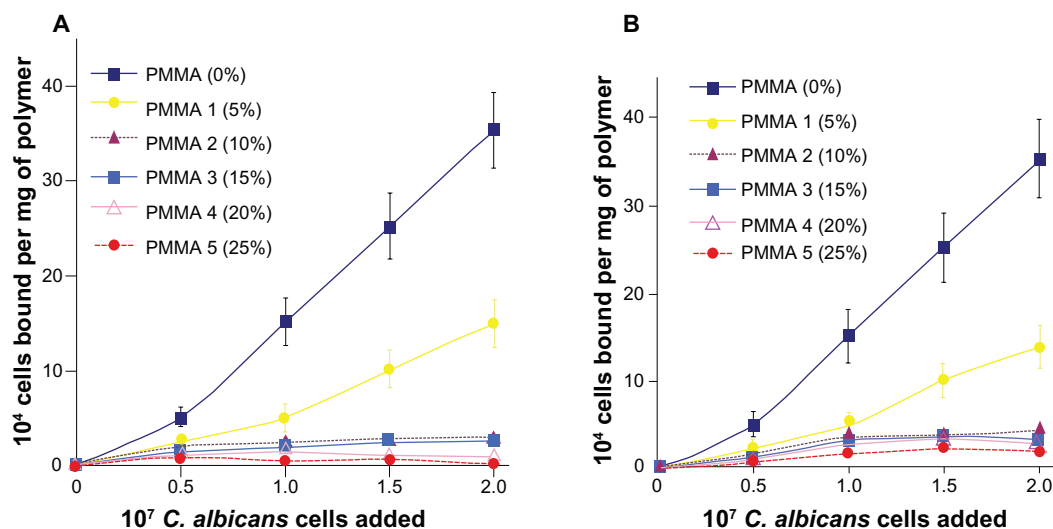 A
10⁴ cells bound per mg of polymer
40
30
20
10
0
PMMA (0%)
PMMA 1 (5%)
PMMA 2 (10%)
PMMA 3 (15%)
PMMA 4 (20%)
PMMA 5 (25%)
0 0.5 1.0 1.5 2.0
10⁷ C. albicans cells added
B
10⁴ cells bound per mg of polymer
40
30
20
10
0
PMMA (0%)
PMMA 1 (5%)
PMMA 2 (10%)
PMMA 3 (15%)
PMMA 4 (20%)
PMMA 5 (25%)
0 0.5 1.0 1.5 2.0
10⁷ C. albicans cells added